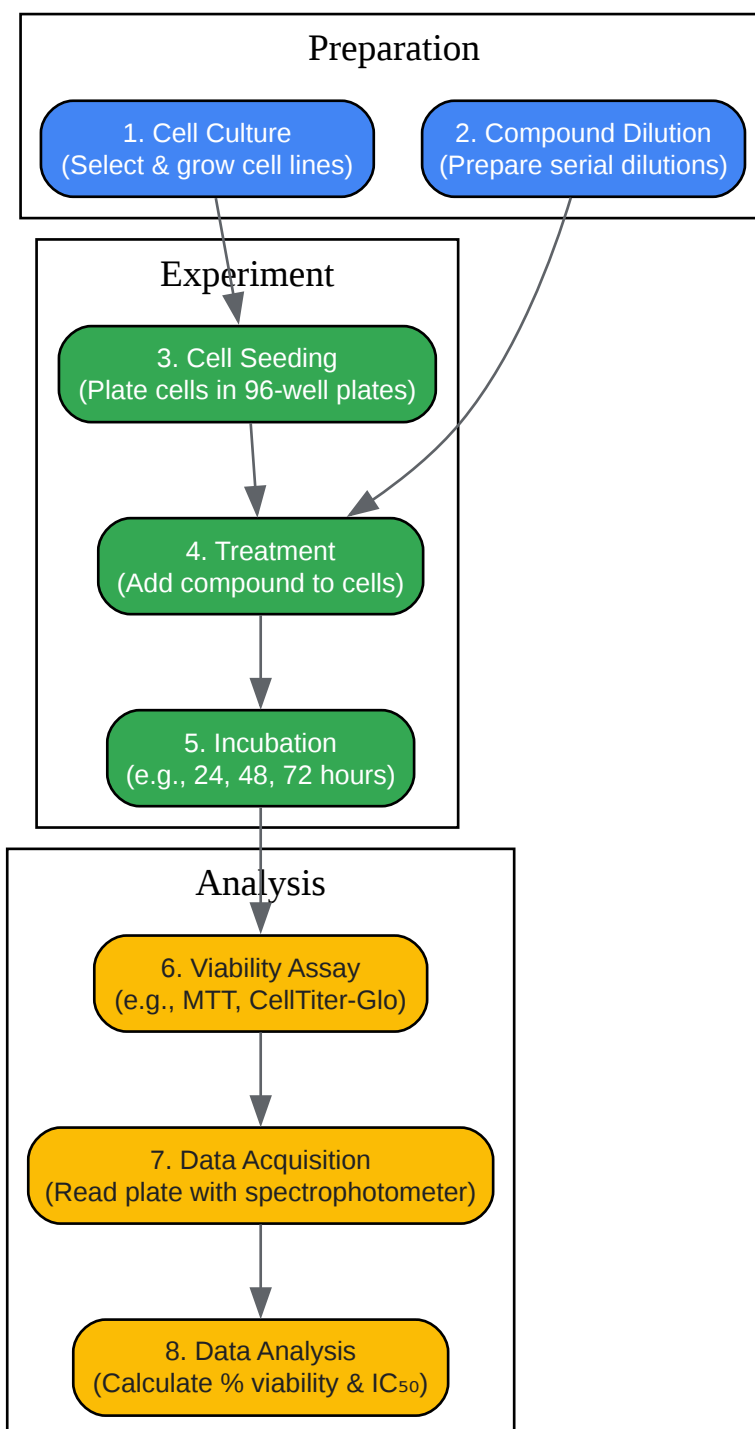 Preparation
1. Cell Culture
(Select & grow cell lines)
2. Compound Dilution
(Prepare serial dilutions)
Experiment
3. Cell Seeding
(Plate cells in 96-well plates)
4. Treatment
(Add compound to cells)
5. Incubation
(e.g., 24, 48, 72 hours)
Analysis
6. Viability Assay
(e.g., MTT, CellTiter-Glo)
7. Data Acquisition
(Read plate with spectrophotometer)
8. Data Analysis
(Calculate % viability & IC₅₀)